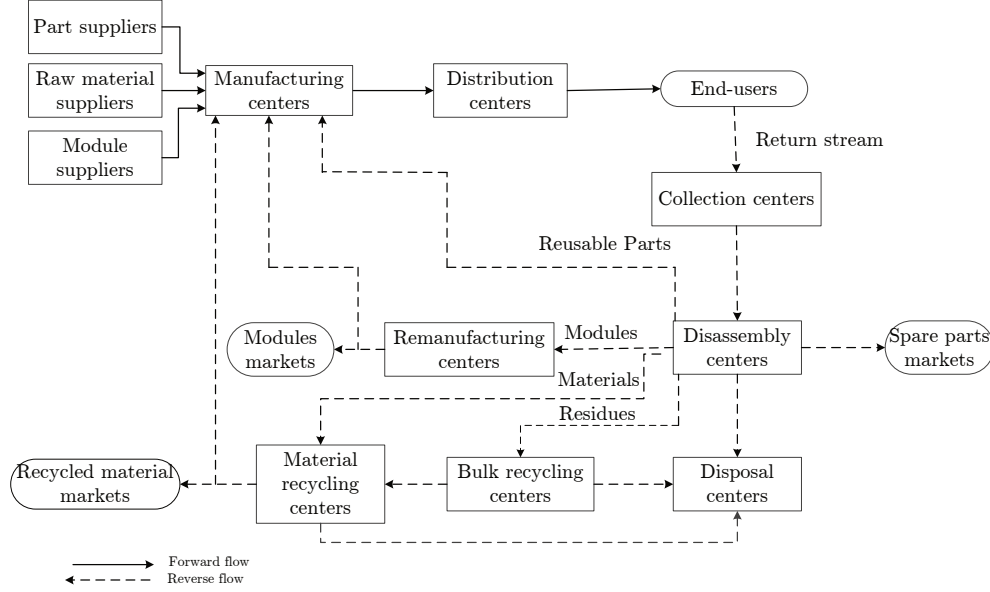 Part suppliers
Raw material
suppliers
Module
suppliers
Manufacturing
centers
Distribution
centers
End-users
Return stream
Collection centers
Reusable Parts
Modules
markets
Remanufacturing
centers
Modules
Disassembly
centers
Spare parts
markets
Materials
Residues
Recycled material
markets
Material
recycling
centers
Bulk recycling
centers
Disposal
centers
Forward flow
Reverse flow